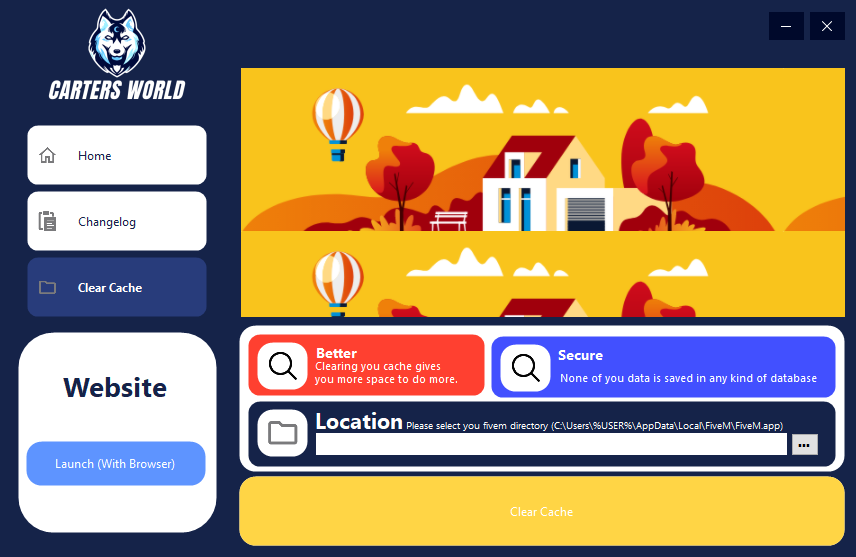 CARTERS WORLD
Home
Changelog
Clear Cache
Website
Launch (With Browser)
Better
Clearing you cache gives
you more space to do more.
Secure
None of you data is saved in any kind of database
Location Please select you fivem directory (C:\Users\%USER%\AppData\Local\FiveM\FiveM.app)
...
Clear Cache